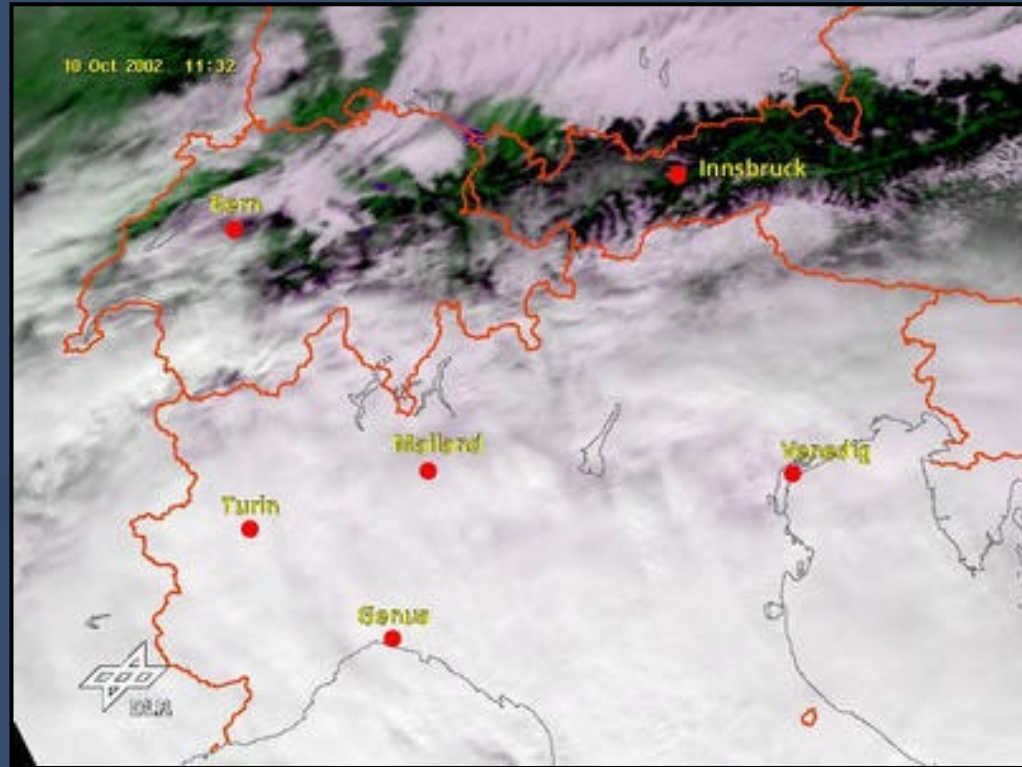 10 Oct 2002 11:32
Innsbruck
Bern
Mailand
Venedig
Turin
Genua
DLR